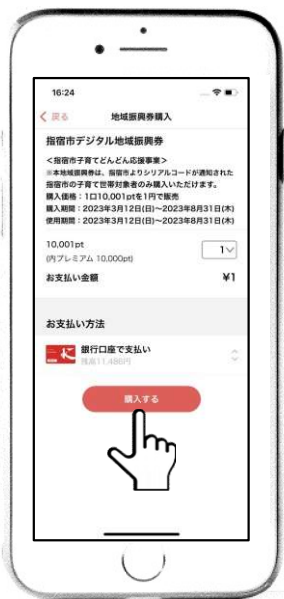 16:24
戻る
地域振興券購入
指宿市デジタル地域振興券
<指宿市子育てどんどん応援事業>
※本地域振興券は、指宿市よりシリアルコードが通知された
指宿市の子育て世帯対象者のみ購入いただけます。
購入価格：1口10,001ptを1円で販売
購入期間：2023年3月12日(日)～2023年8月31日(木)
使用期間：2023年3月12日(日)～2023年8月31日(木)
10,001pt
1
(内プレミアム 10,000pt)
お支払い金額
¥1
お支払い方法
銀行口座で支払い
残高11,486円
購入する